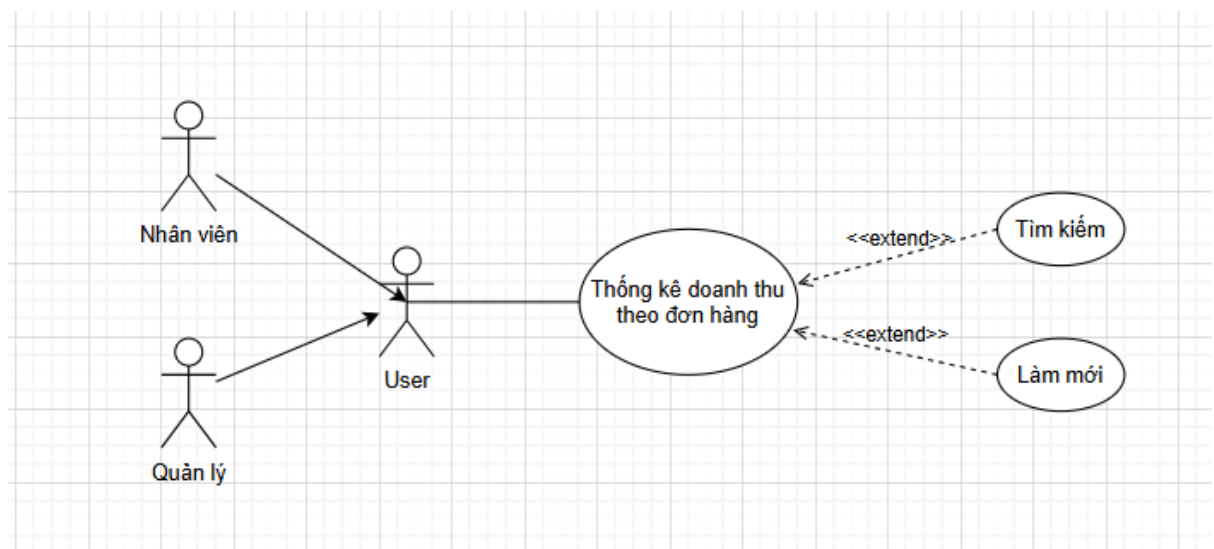 Nhân viên
Quản lý
User
Thống kê doanh thu
theo đơn hàng
<<extend>>
Tìm kiếm
<<extend>>
Làm mới